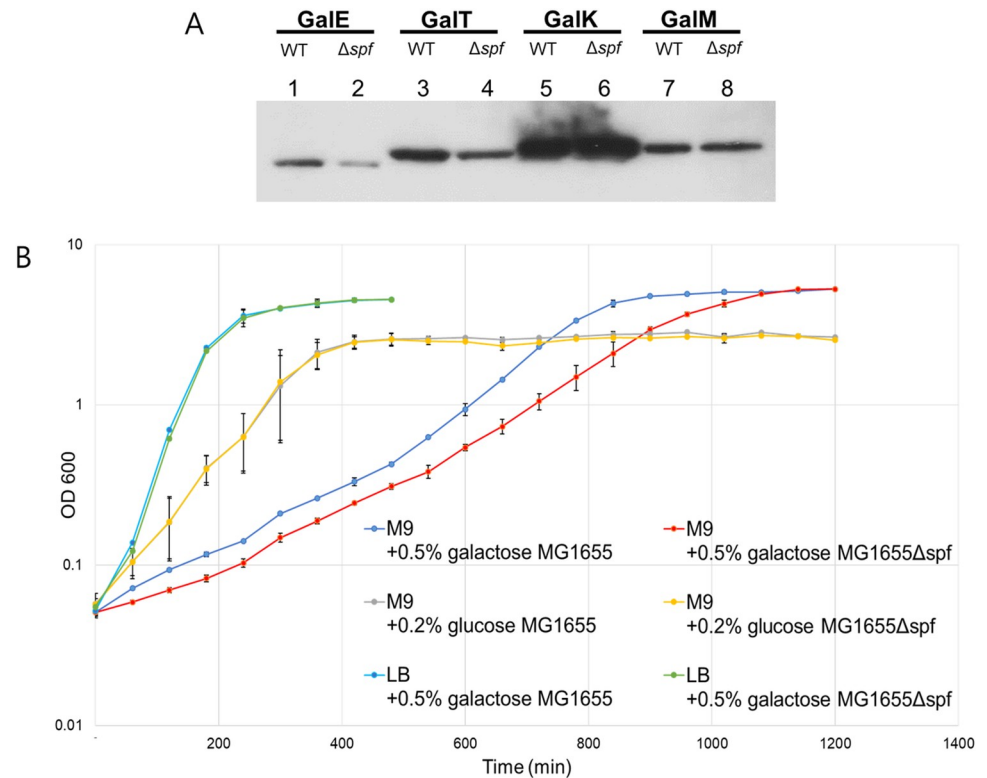 A
GalE GalT GalK GalM
WT Δspf WT Δspf WT Δspf WT Δspf
1 2 3 4 5 6 7 8
B
10
1
0.1
0.01
OD 600
M9
+0.5% galactose MG1655
M9
+0.5% galactose MG1655Δspf
M9
+0.2% glucose MG1655
M9
+0.2% glucose MG1655Δspf
LB
+0.5% galactose MG1655
LB
+0.5% galactose MG1655Δspf
- 200 400 600 800 1000 1200 1400
Time (min)